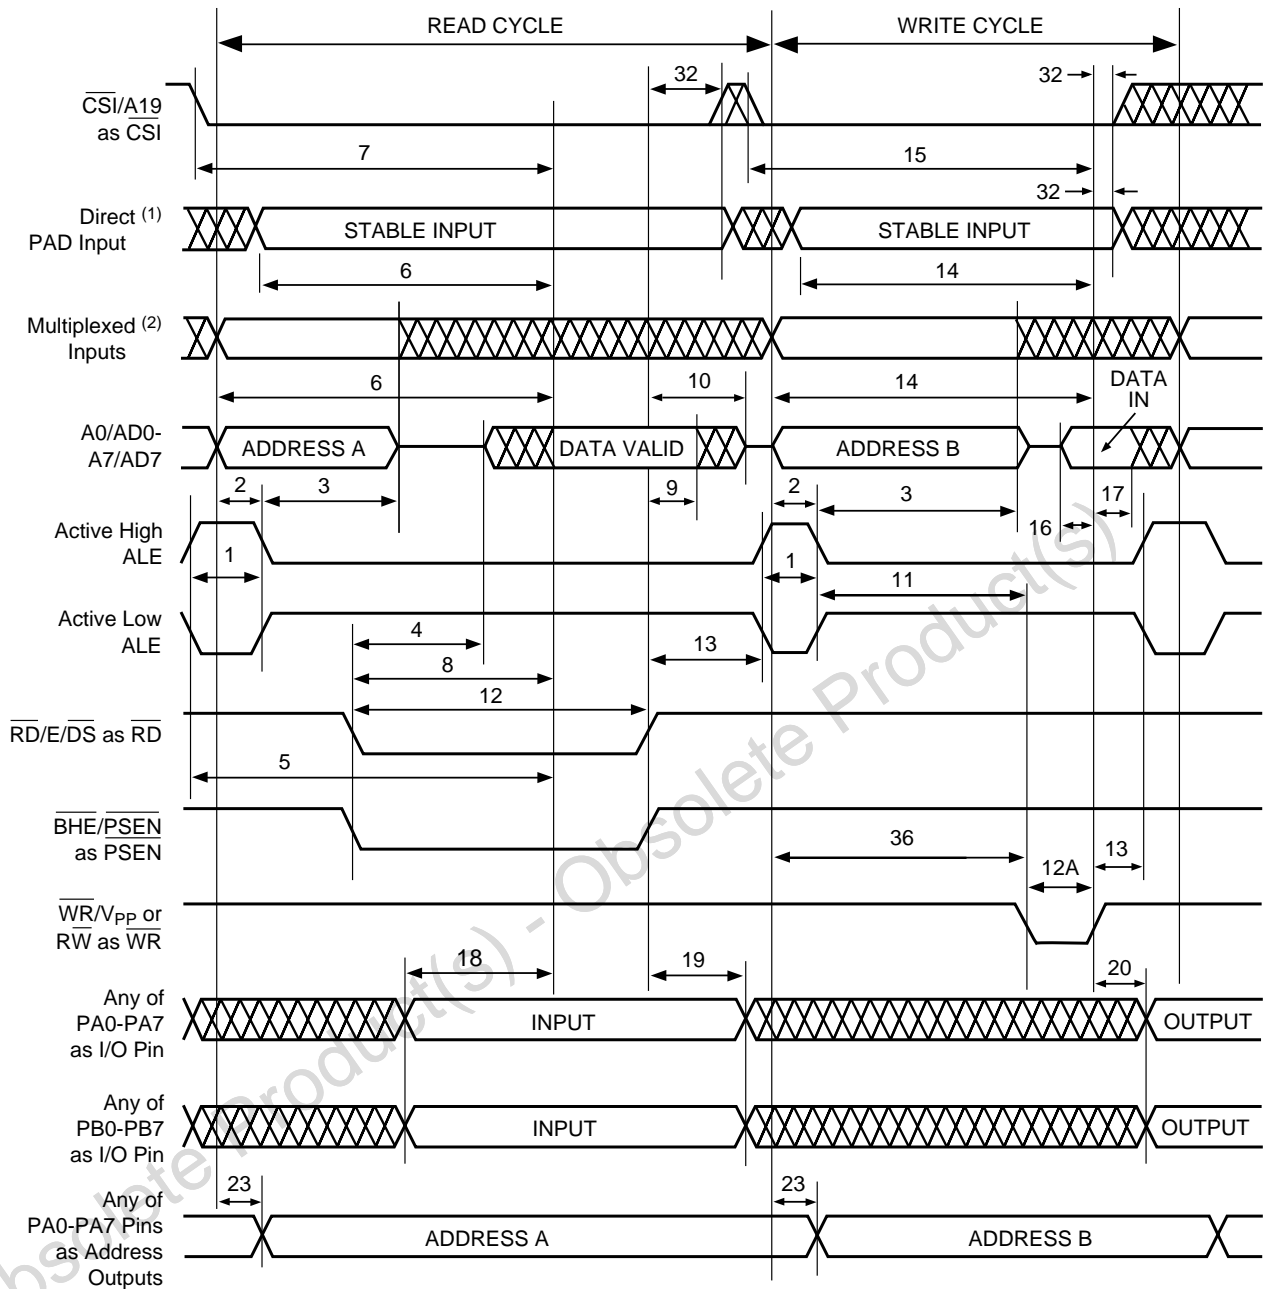 READ CYCLE
WRITE CYCLE
32
32
CSI/A19
as CSI
7
15
32
Direct (1)
PAD Input
STABLE INPUT
STABLE INPUT
6
14
Multiplexed (2)
Inputs
6
10
14
DATA
IN
A0/AD0-
A7/AD7
ADDRESS A
DATA VALID
ADDRESS B
2
3
9
2
3
17
16
Active High
ALE
1
1
11
Active Low
ALE
4
13
8
12
RD/E/DS as RD
5
BHE/PSEN
as PSEN
36
12A
13
WR/VPP or
RW as WR
18
19
20
Any of
PA0-PA7
as I/O Pin
INPUT
OUTPUT
Any of
PB0-PB7
as I/O Pin
INPUT
OUTPUT
23
23
Any of
PA0-PA7 Pins
as Address
Outputs
ADDRESS A
ADDRESS B
Obsolete Product(s) - Obsolete Product(s)